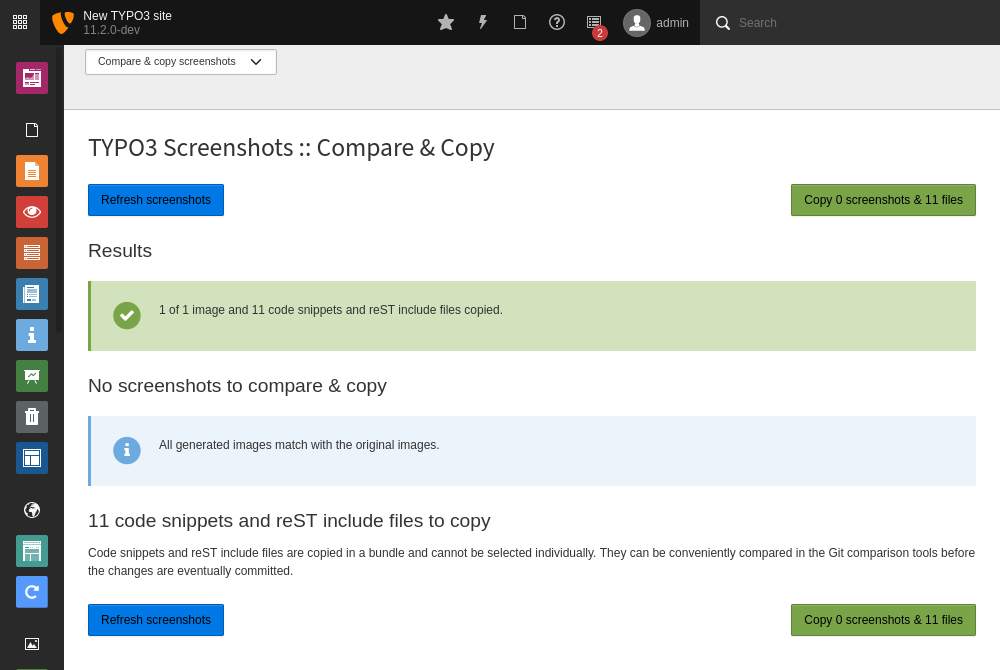 New TYPO3 site
11.2.0-dev
2
admin
Search
Compare & copy screenshots
TYPO3 Screenshots :: Compare & Copy
Refresh screenshots
Copy 0 screenshots & 11 files
Results
1 of 1 image and 11 code snippets and reST include files copied.
No screenshots to compare & copy
All generated images match with the original images.
11 code snippets and reST include files to copy
Code snippets and reST include files are copied in a bundle and cannot be selected individually. They can be conveniently compared in the Git comparison tools before
the changes are eventually committed.
Refresh screenshots
Copy 0 screenshots & 11 files